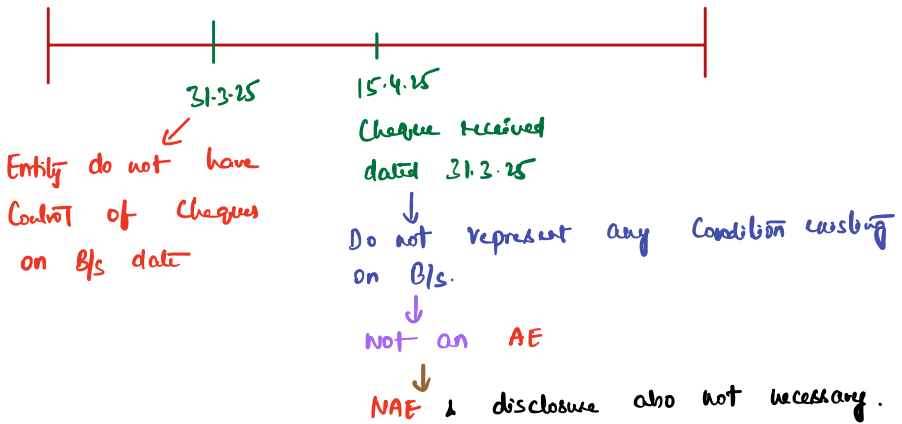 31.3.25
Entity do not have
Control of Cheques
on B/s date
15.4.25
Cheque received
dated 31.3.25
Do not represent any Condition existing
on B/s.
Not an AE
NAE & disclosure also not necessary.